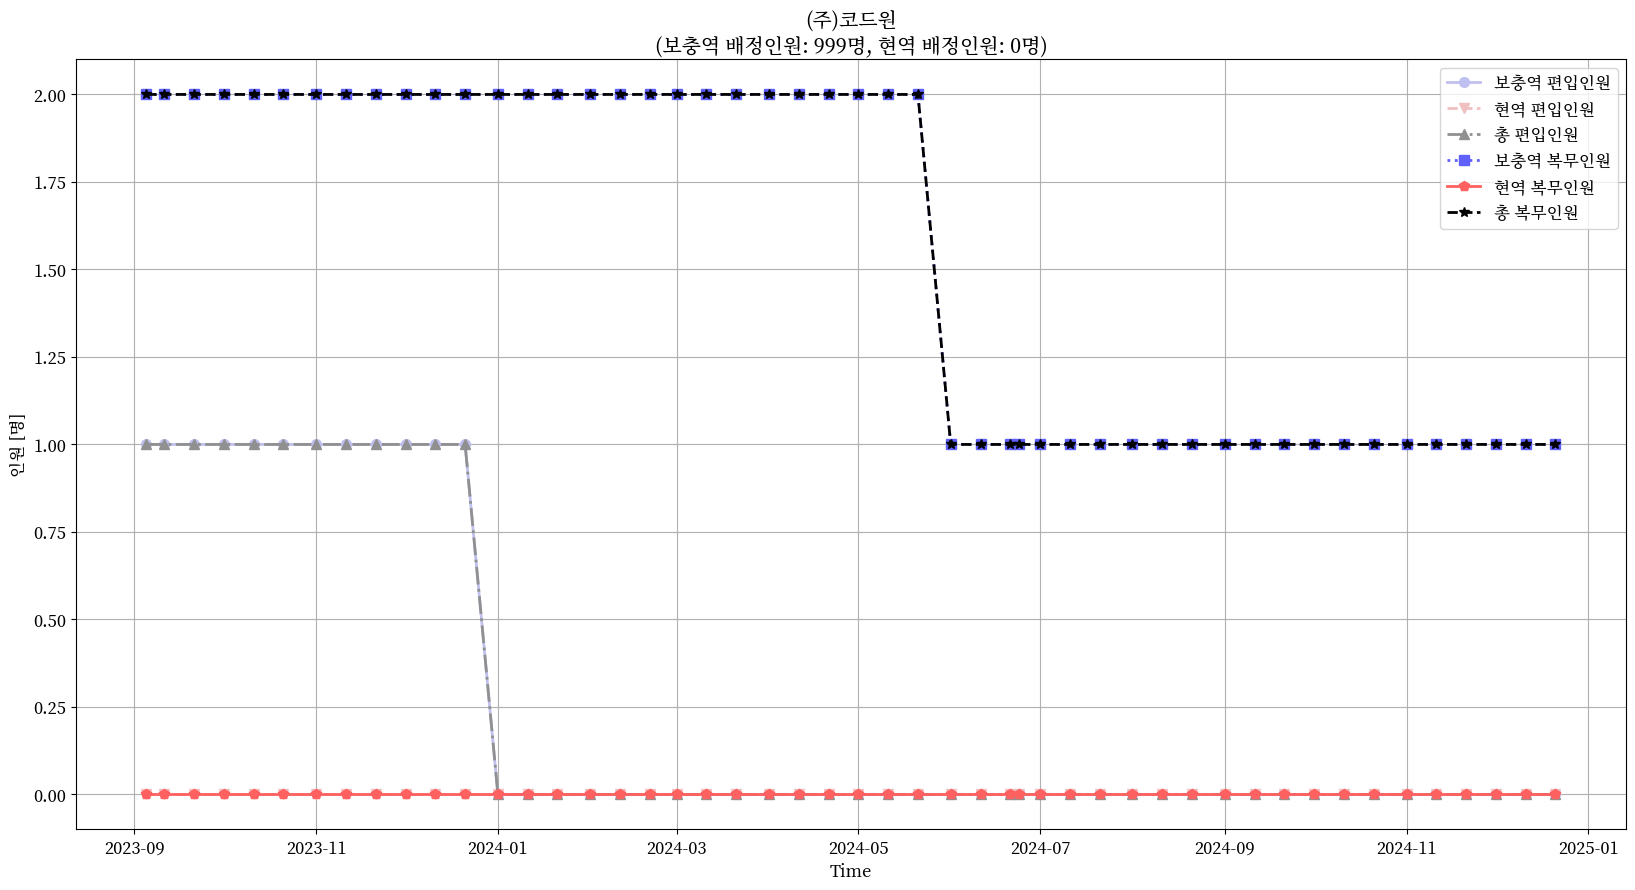 (주)코드원
(보충역 배정인원: 999명, 현역 배정인원: 0명)
보충역 편입인원
현역 편입인원
총 편입인원
보충역 복무인원
현역 복무인원
총 복무인원
인원 [명]
2.00
1.75
1.50
1.25
1.00
0.75
0.50
0.25
0.00
2023-09
2023-11
2024-01
2024-03
2024-05
2024-07
2024-09
2024-11
2025-01
Time